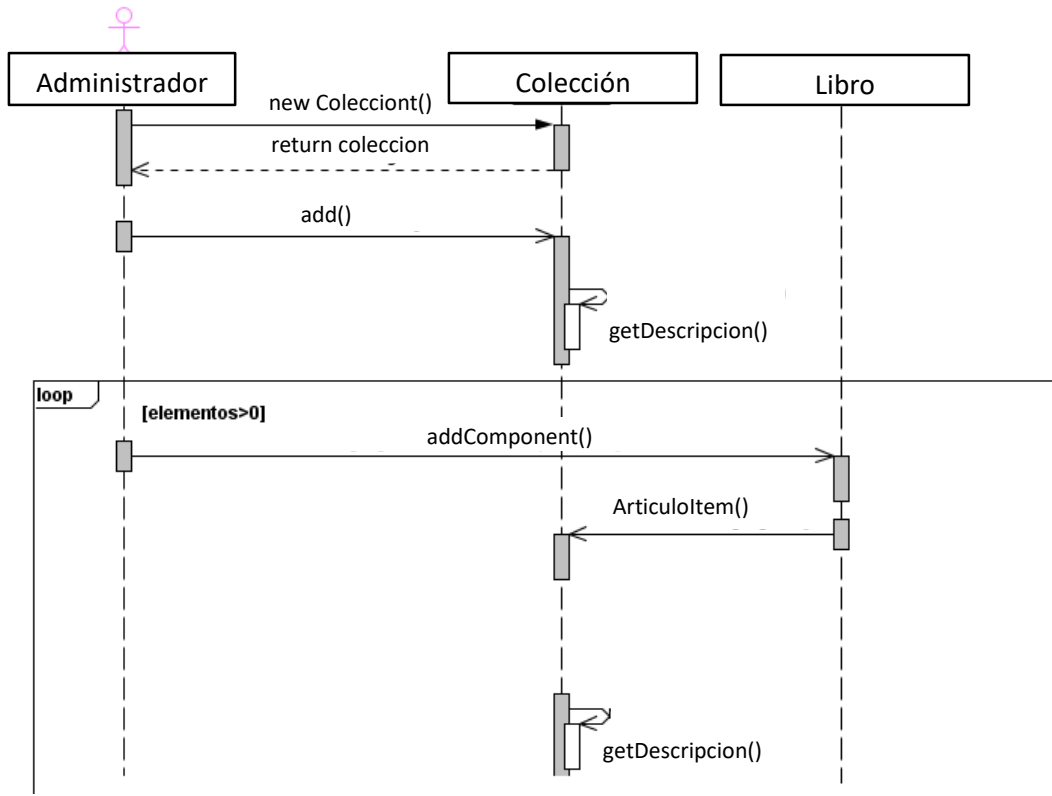 Administrador
Colección
Libro
new Colecciont()
return coleccion
add()
getDescripcion()
loop
[elementos>0]
addComponent()
ArticuloItem()
getDescripcion()